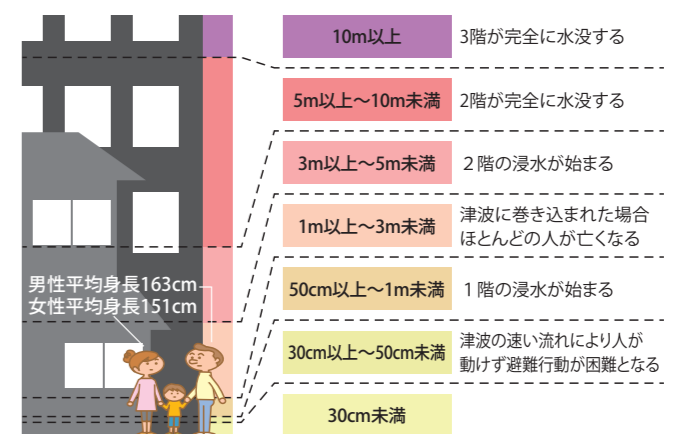 10m以上 3階が完全に水没する
5m以上～10m未満 2階が完全に水没する
3m以上～5m未満 ２階の浸水が始まる
1m以上～3m未満 津波に巻き込まれた場合
ほとんどの人が亡くなる
男性平均身長163cm
女性平均身長151cm
50cm以上～1m未満 １階の浸水が始まる
30cm以上～50cm未満 津波の速い流れにより人が
動けず避難行動が困難となる
30cm未満